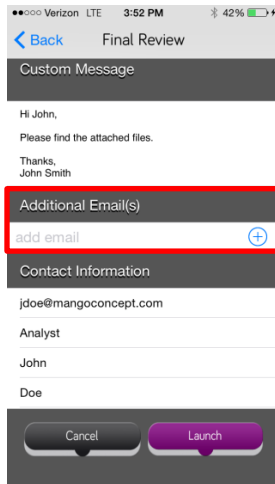 Verizon LTE 3:52 PM 42%
Back Final Review
Custom Message
Hi John,
Please find the attached files.
Thanks,
John Smith
Additional Email(s)
add email
Contact Information
jdoe@mangoconcept.com
Analyst
John
Doe
Cancel Launch